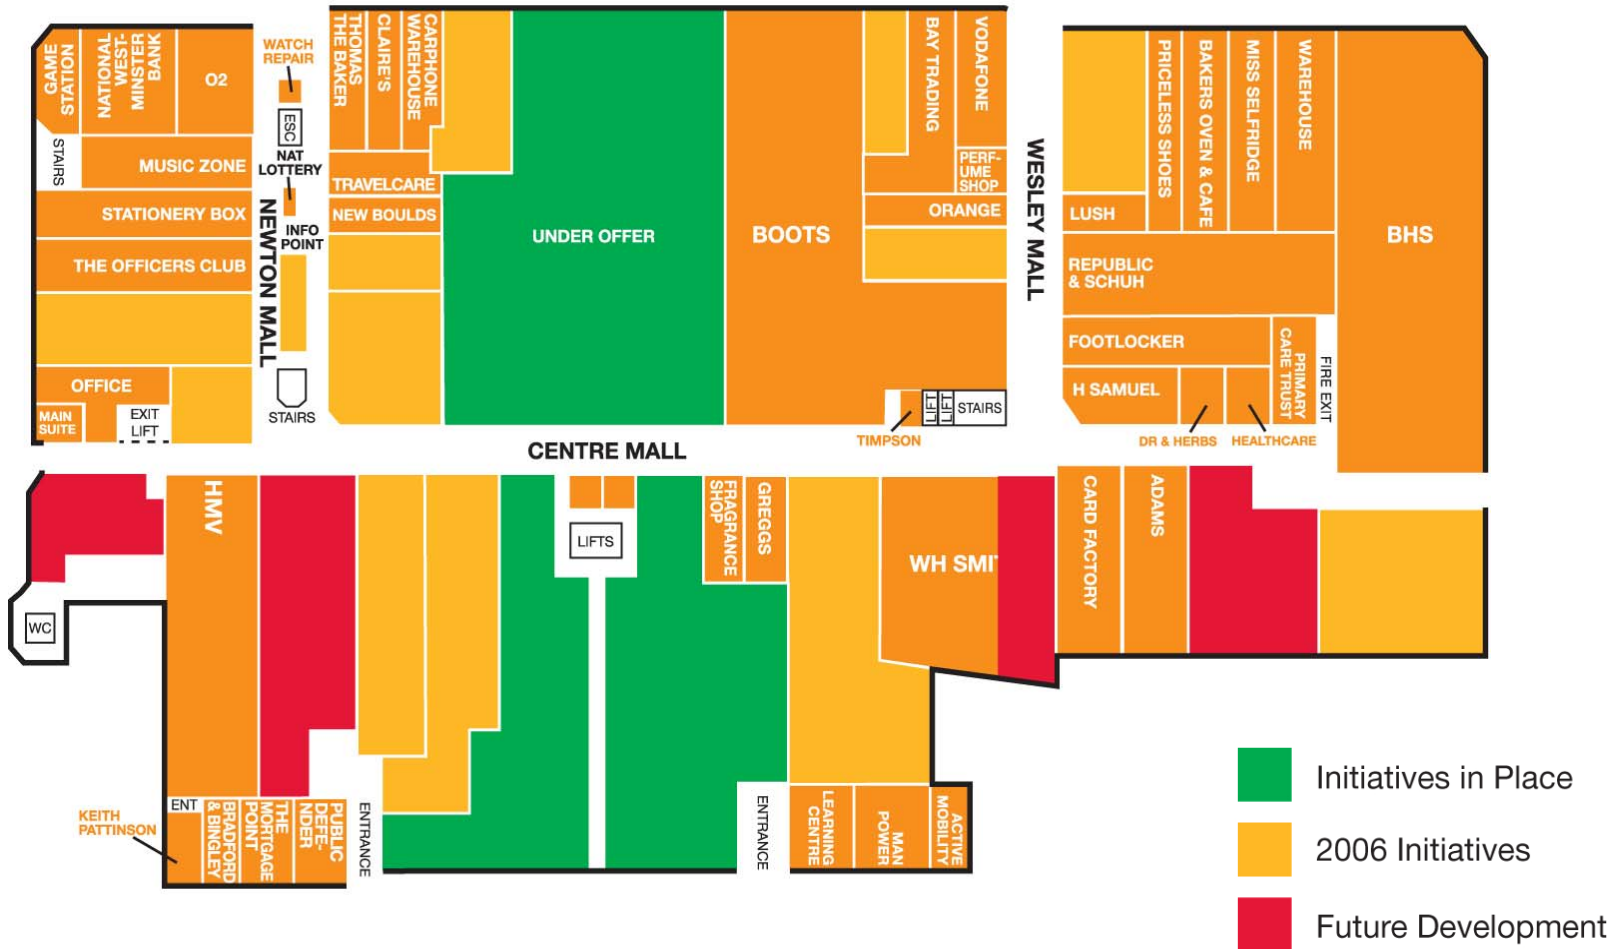 GAME
STATION
NATIONAL
WEST-
MINSTER
BANK
O2
WATCH
REPAIR
ESC
STAIRS
MUSIC ZONE
NAT
LOTTERY
STATIONERY BOX
INFO
POINT
THE OFFICERS CLUB
NEWTON MALL
OFFICE
MAIN
SUITE
EXIT
LIFT
STAIRS
THOMAS
THE BAKER
CLAIRE'S
CARPHONE
WAREHOUSE
TRAVELCARE
NEW BOULDS
UNDER OFFER
BOOTS
BAY TRADING
VODAFONE
PERF-
UME
SHOP
ORANGE
TIMPSON
LIFT
LIFT
STAIRS
WESLEY MALL
PRICELESS SHOES
BAKERS OVEN & CAFE
MISS SELFRIDGE
WAREHOUSE
BHS
LUSH
REPUBLIC
& SCHUH
FOOTLOCKER
PRIMARY
CARE TRUST
FIRE EXIT
H SAMUEL
DR & HERBS
HEALTHCARE
CENTRE MALL
WC
HMV
LIFTS
FRAGRANCE
SHOP
GREGGS
WH SMIT
CARD FACTORY
ADAMS
KEITH
PATTINSON
ENT
BRADFORD
& BINGLEY
THE
MORTGAGE
POINT
PUBLIC
DEFE-
NDER
ENTRANCE
ENTRANCE
LEARNING
CENTRE
MAN
POWER
ACTIVE
MOBILITY
Initiatives in Place
2006 Initiatives
Future Development